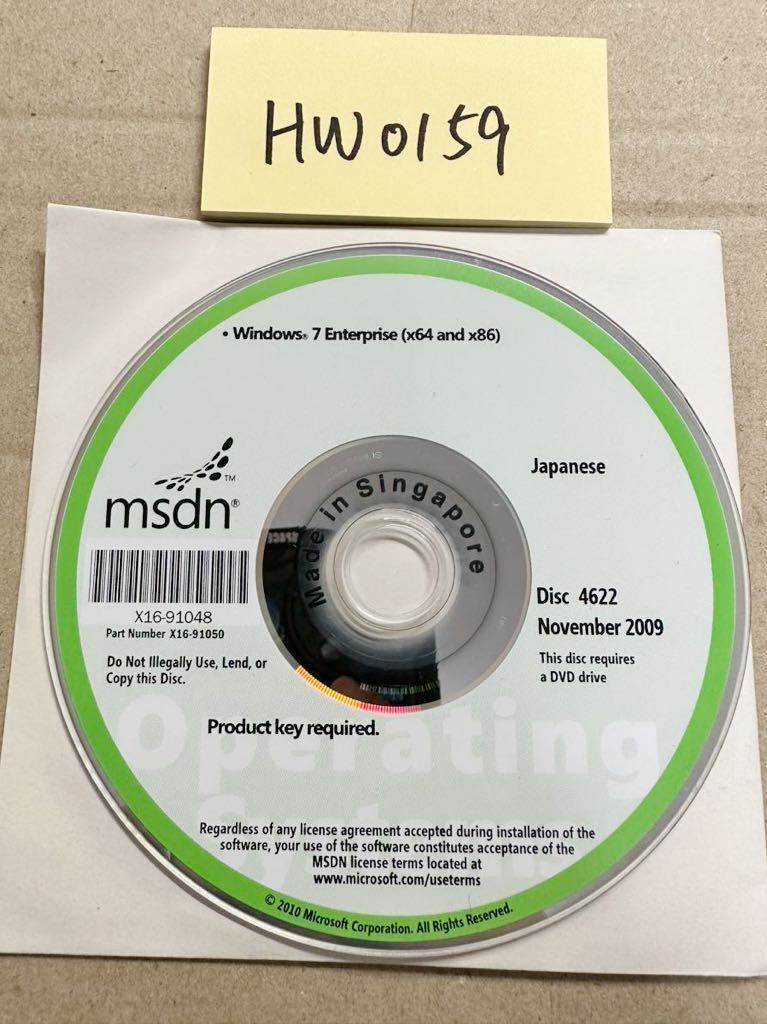 HW0159
• Windows® 7 Enterprise (x64 and x86)
Japanese
msdn®
™
Made in Singapore
X16-91048
Part Number X16-91050
Do Not Illegally Use, Lend, or
Copy this Disc.
Disc 4622
November 2009
This disc requires
a DVD drive
Product key required.
Operating
Systems
Regardless of any license agreement accepted during installation of the
software, your use of the software constitutes acceptance of the
MSDN license terms located at
www.microsoft.com/useterms
© 2010 Microsoft Corporation. All Rights Reserved.